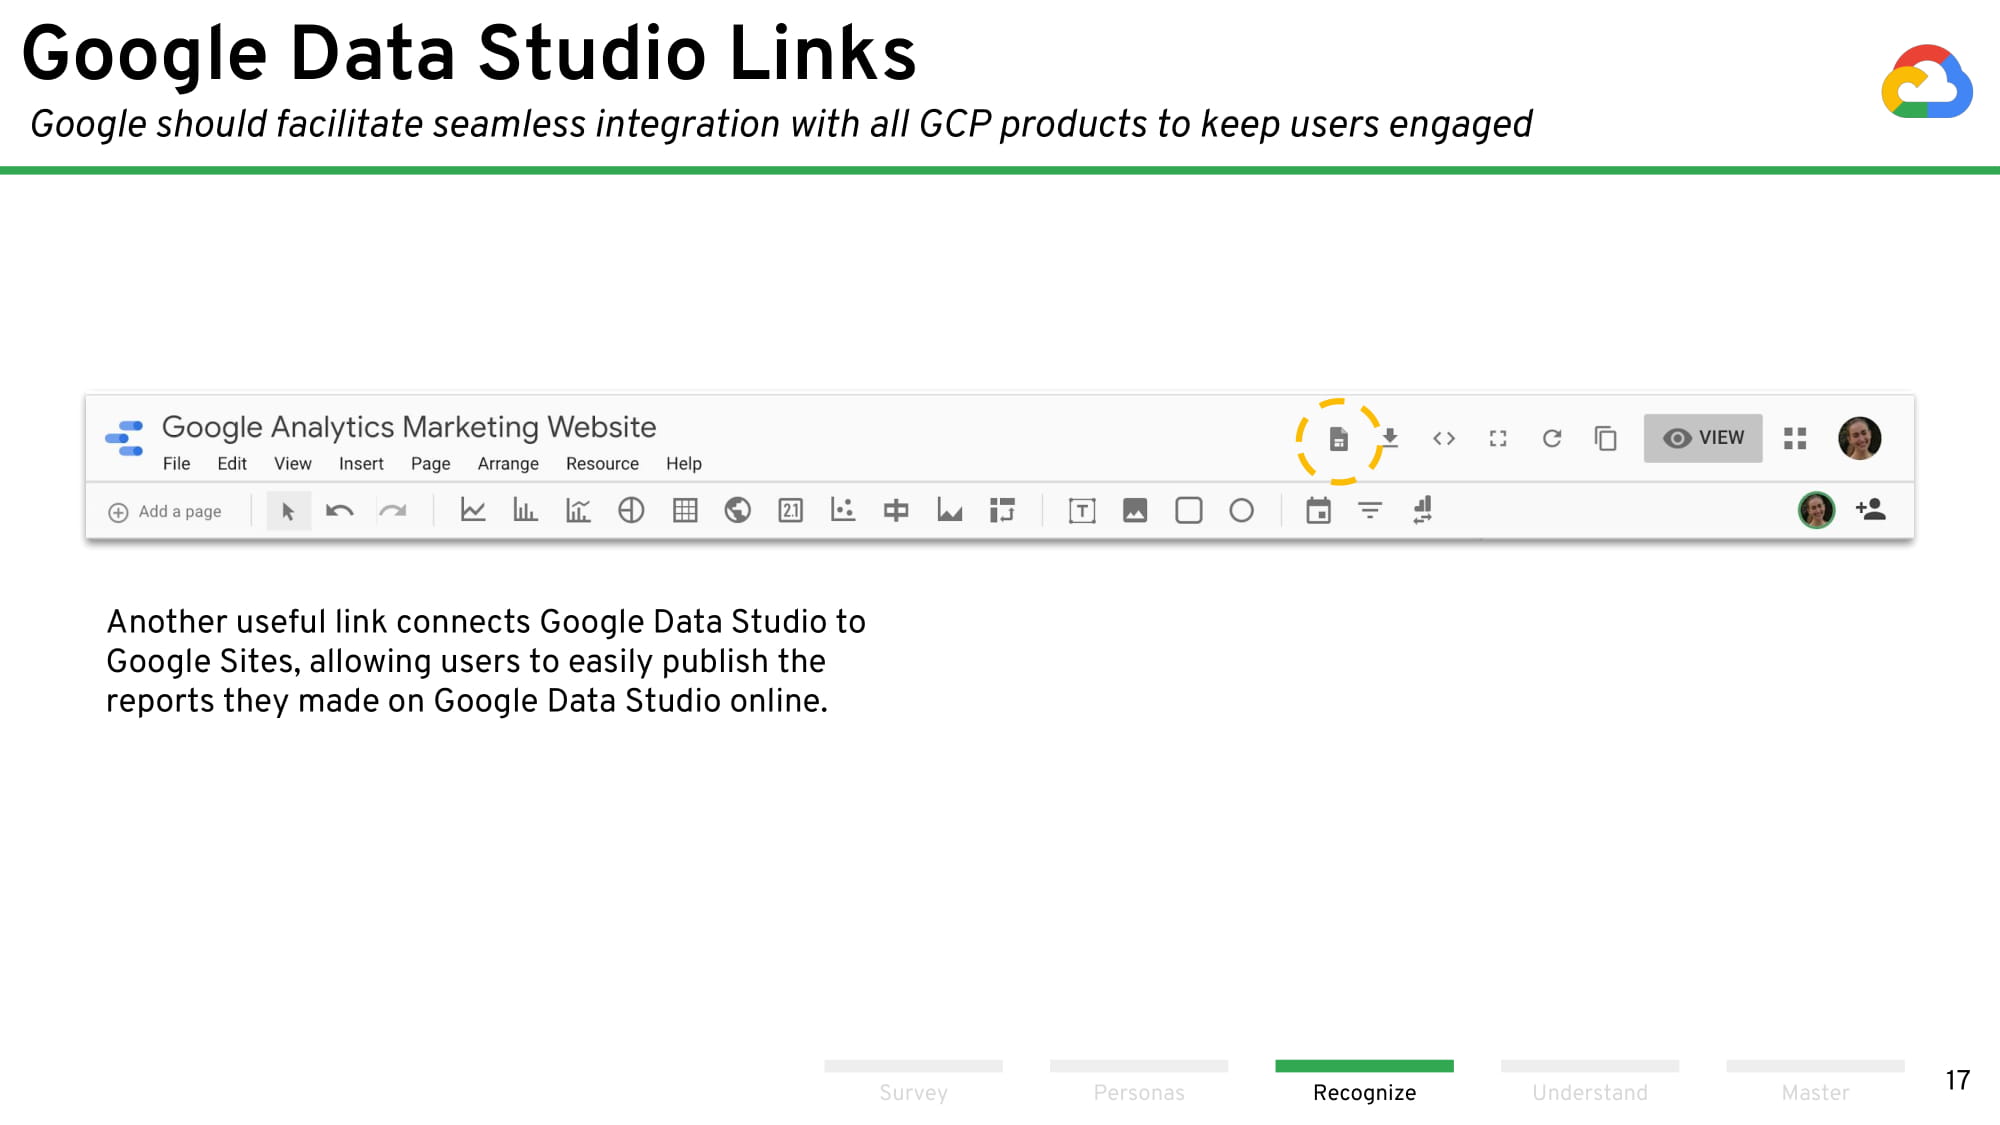 Google Data Studio Links
Google should facilitate seamless integration with all GCP products to keep users engaged
Google Analytics Marketing Website
File Edit View Insert Page Arrange Resource Help
VIEW
Add a page
2.1
T
Another useful link connects Google Data Studio to
Google Sites, allowing users to easily publish the
reports they made on Google Data Studio online.
Survey Personas Recognize Understand Master
17